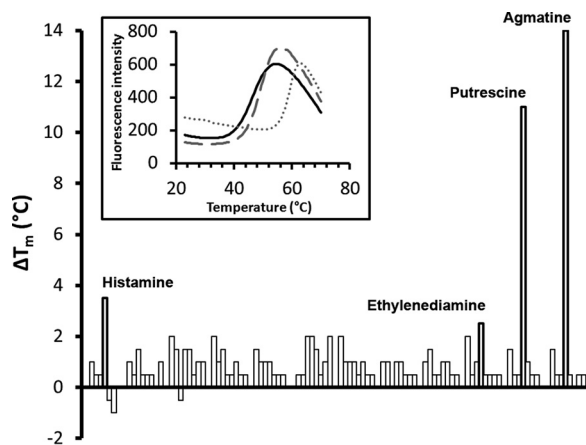 Agmatine
Putrescine
Histamine
Ethylenediamine
ΔTm (°C)
14
12
10
8
6
4
2
0
-2
Fluorescence intensity
800
600
400
200
0
20 40 60 80
Temperature (°C)